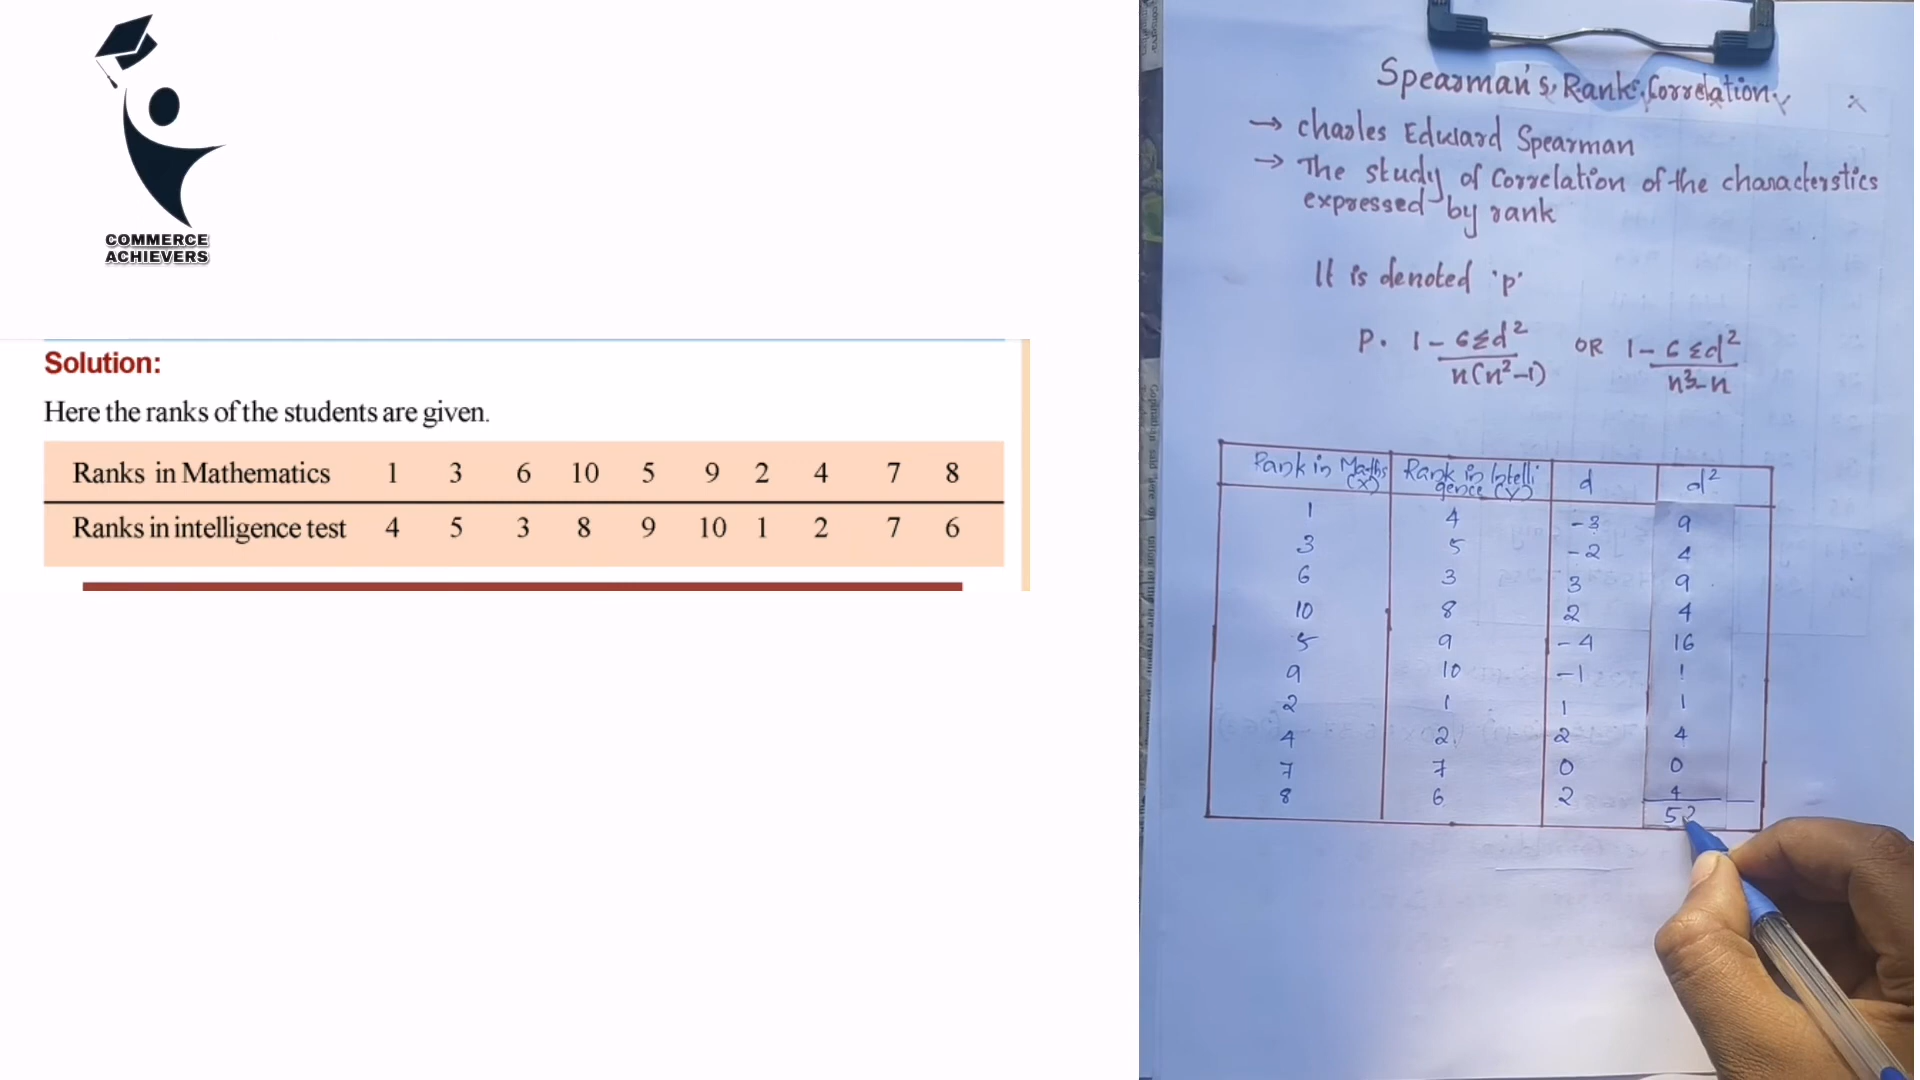 COMMERCE
ACHIEVERS
Solution:
Here the ranks of the students are given.
Ranks in Mathematics 1 3 6 10 5 9 2 4 7 8
Ranks in intelligence test 4 5 3 8 9 10 1 2 7 6
Spearman's Rank Correlation
→ Charles Edward Spearman
→ The study of Correlation of the characterstics
expressed by rank
It is denoted 'p'
P. 1 - 6Σd² / n(n²-1) OR 1 - 6Σd² / n³-n
Rank in Maths (X) Rank in Intelligence (Y) d d²
1 4 -3 9
3 5 -2 4
6 3 3 9
10 8 2 4
5 9 -4 16
9 10 -1 1
2 1 1 1
4 2 2 4
7 7 0 0
8 6 2 4
52